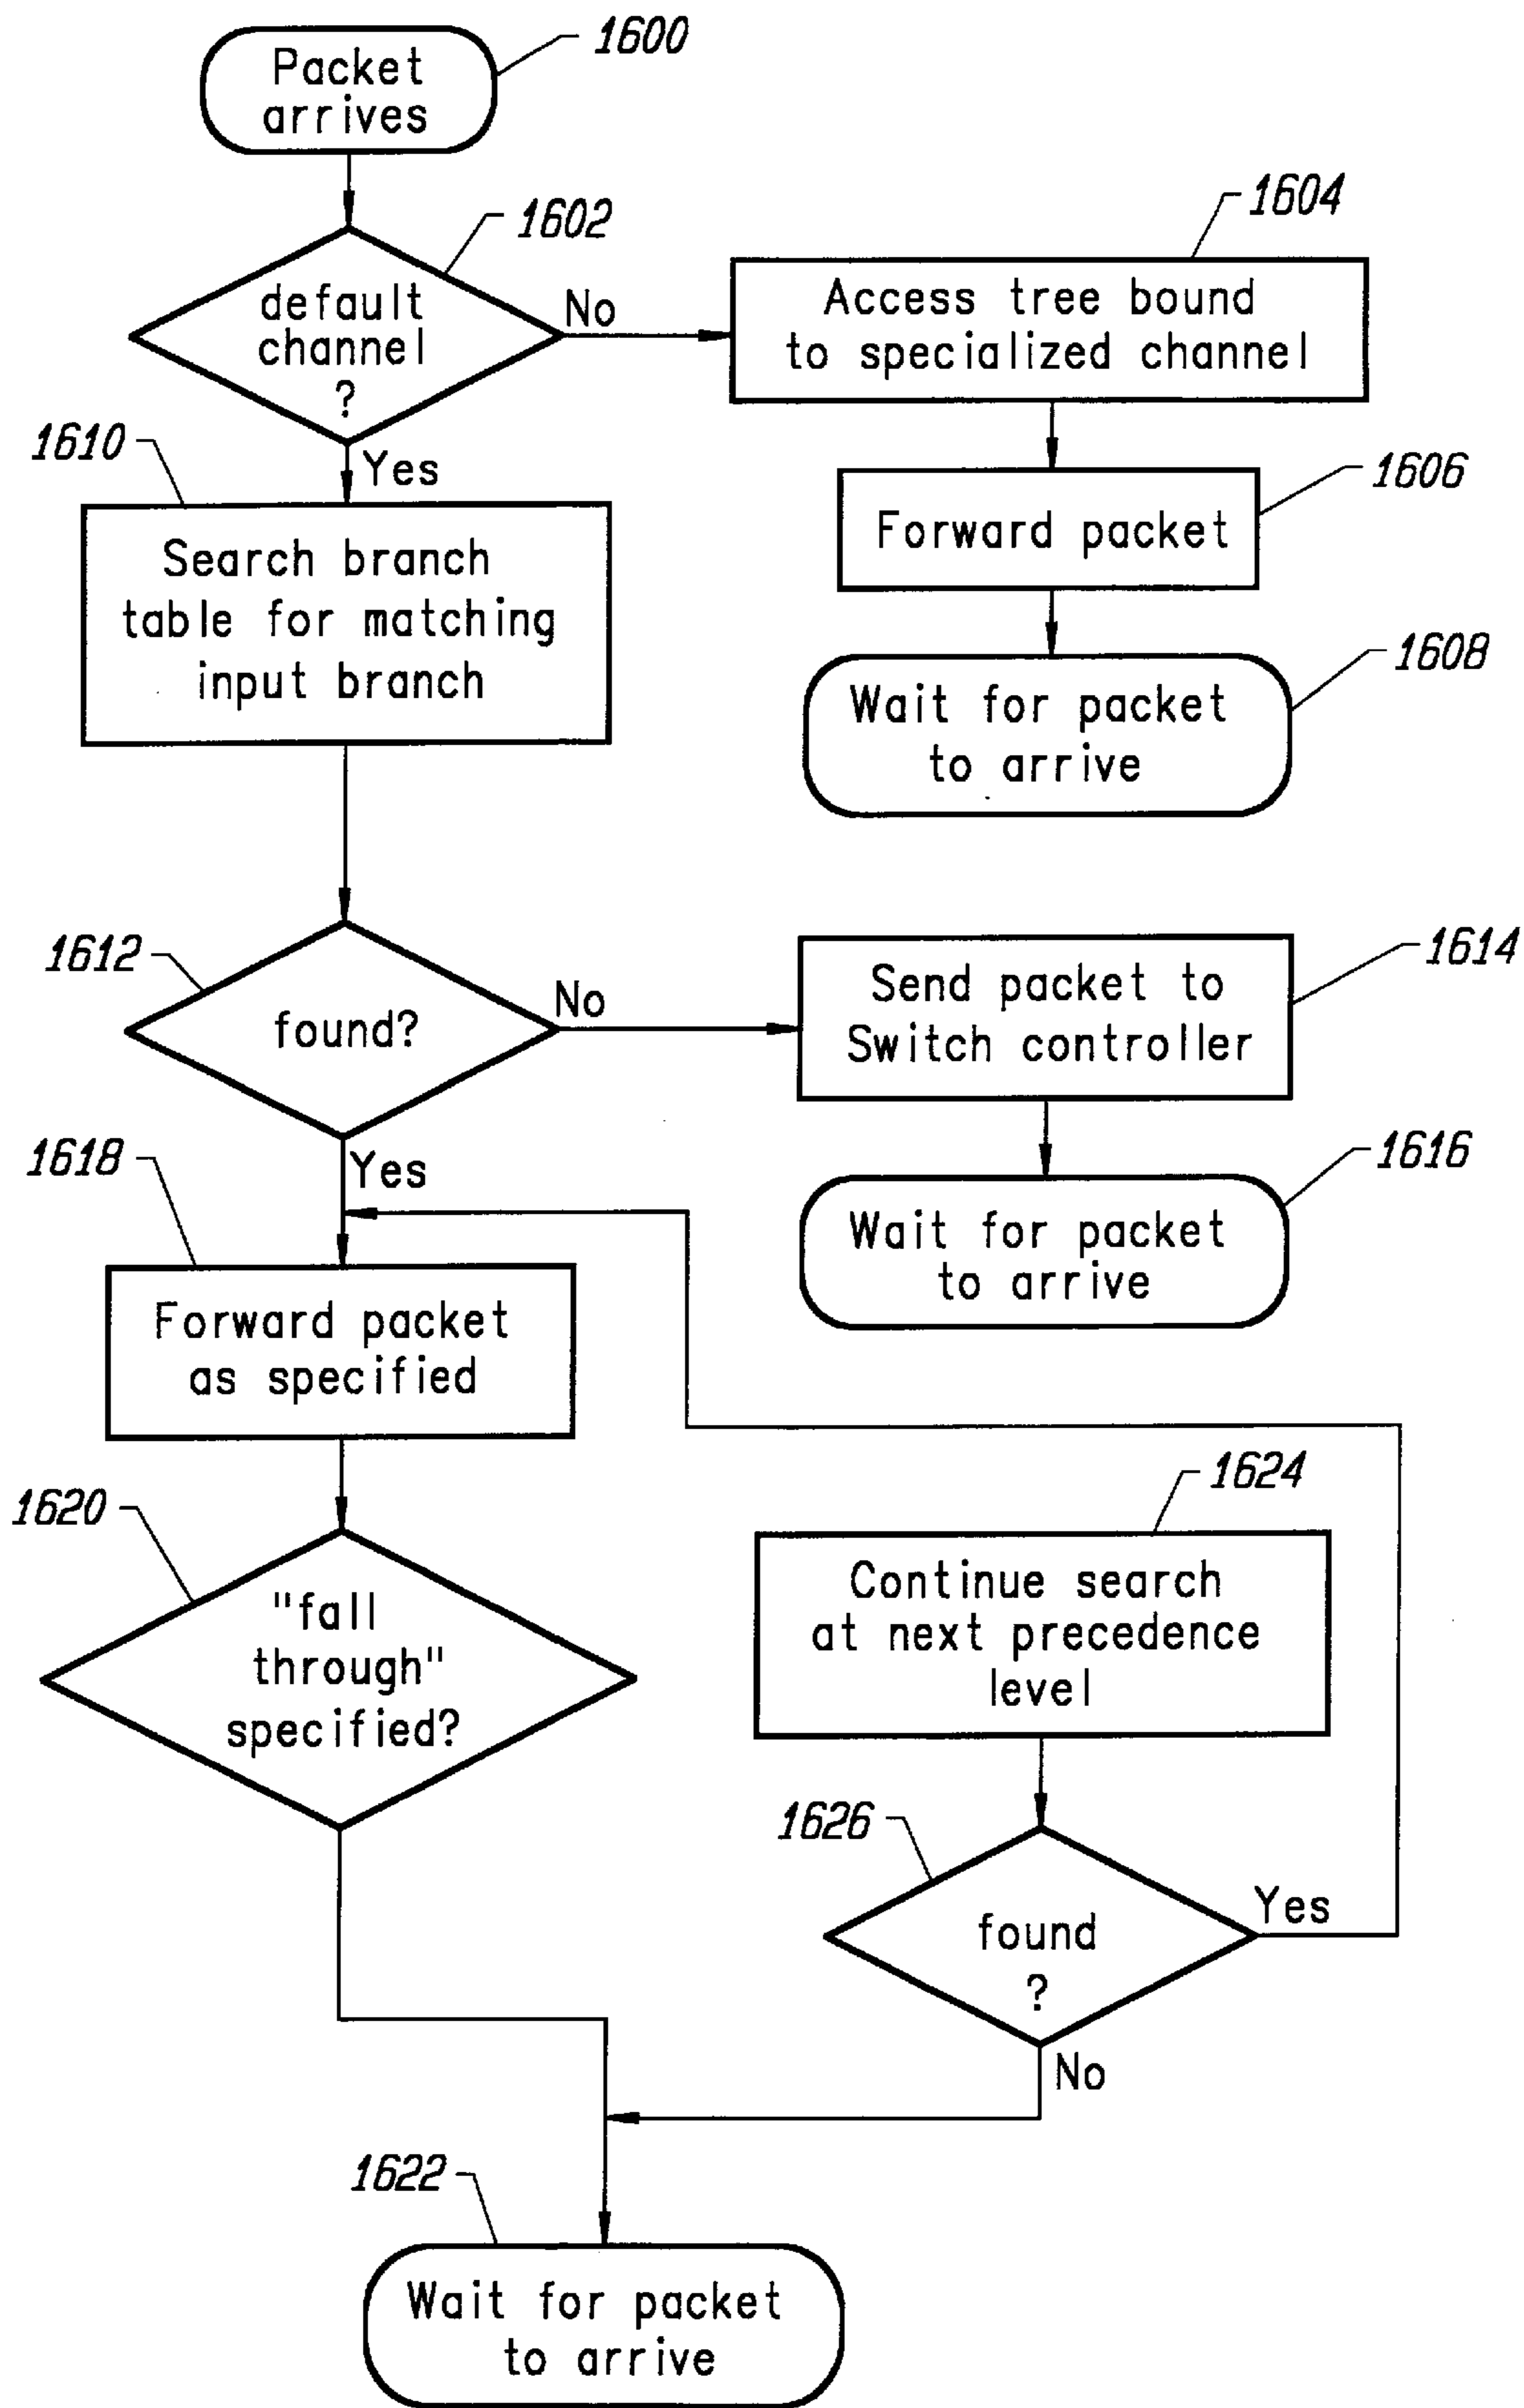 1600
Packet
arrives
1602
default
channel
?
No
1604
Access tree bound
to specialized channel
1606
Forward packet
1608
Wait for packet
to arrive
Yes
1610
Search branch
table for matching
input branch
1612
found?
No
1614
Send packet to
Switch controller
1616
Wait for packet
to arrive
Yes
1618
Forward packet
as specified
1620
"fall
through"
specified?
1624
Continue search
at next precedence
level
1626
found
?
Yes
No
1622
Wait for packet
to arrive